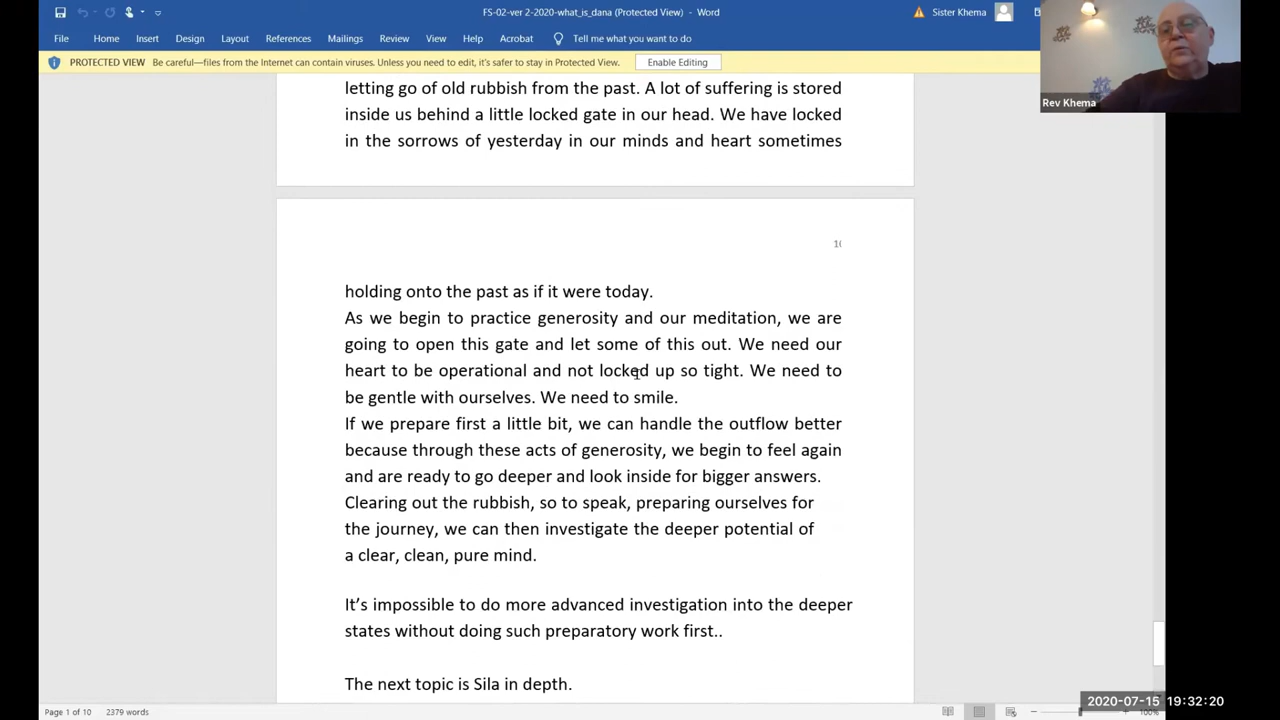 FS-02-ver 2-2020-what_is_dana (Protected View) - Word
Sister Khema
File Home Insert Design Layout References Mailings Review View Help Acrobat Tell me what you want to do
PROTECTED VIEW Be careful—files from the Internet can contain viruses. Unless you need to edit, it's safer to stay in Protected View. Enable Editing
Rev Khema
letting go of old rubbish from the past. A lot of suffering is stored
inside us behind a little locked gate in our head. We have locked
in the sorrows of yesterday in our minds and heart sometimes
10
holding onto the past as if it were today.
As we begin to practice generosity and our meditation, we are
going to open this gate and let some of this out. We need our
heart to be operational and not locked up so tight. We need to
be gentle with ourselves. We need to smile.
If we prepare first a little bit, we can handle the outflow better
because through these acts of generosity, we begin to feel again
and are ready to go deeper and look inside for bigger answers.
Clearing out the rubbish, so to speak, preparing ourselves for
the journey, we can then investigate the deeper potential of
a clear, clean, pure mind.
It’s impossible to do more advanced investigation into the deeper
states without doing such preparatory work first..
The next topic is Sila in depth.
Page 1 of 10 2379 words
2020-07-15 19:32:20
100%